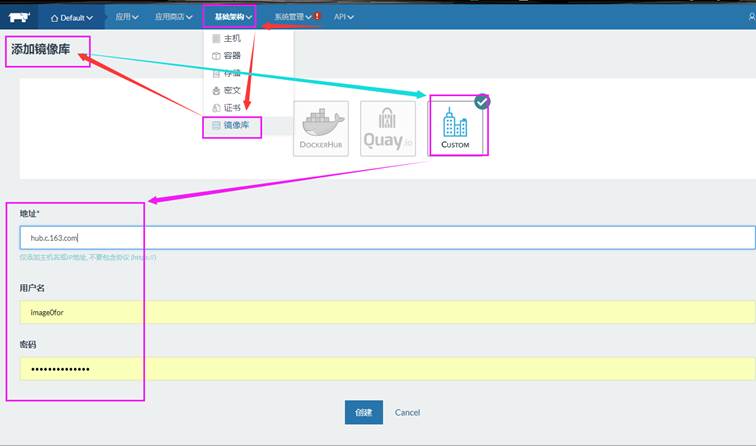 Default 应用 应用商店 基础架构 系统管理 ! API
添加镜像库
主机
容器
存储
密文
证书
镜像库
DOCKERHUB
Quay.io
CUSTOM
地址*
hub.c.163.com
仅添加主机名或IP地址, 不要包含协议 (https://)
用户名
image0for
密码
••••••••••••••
创建 Cancel